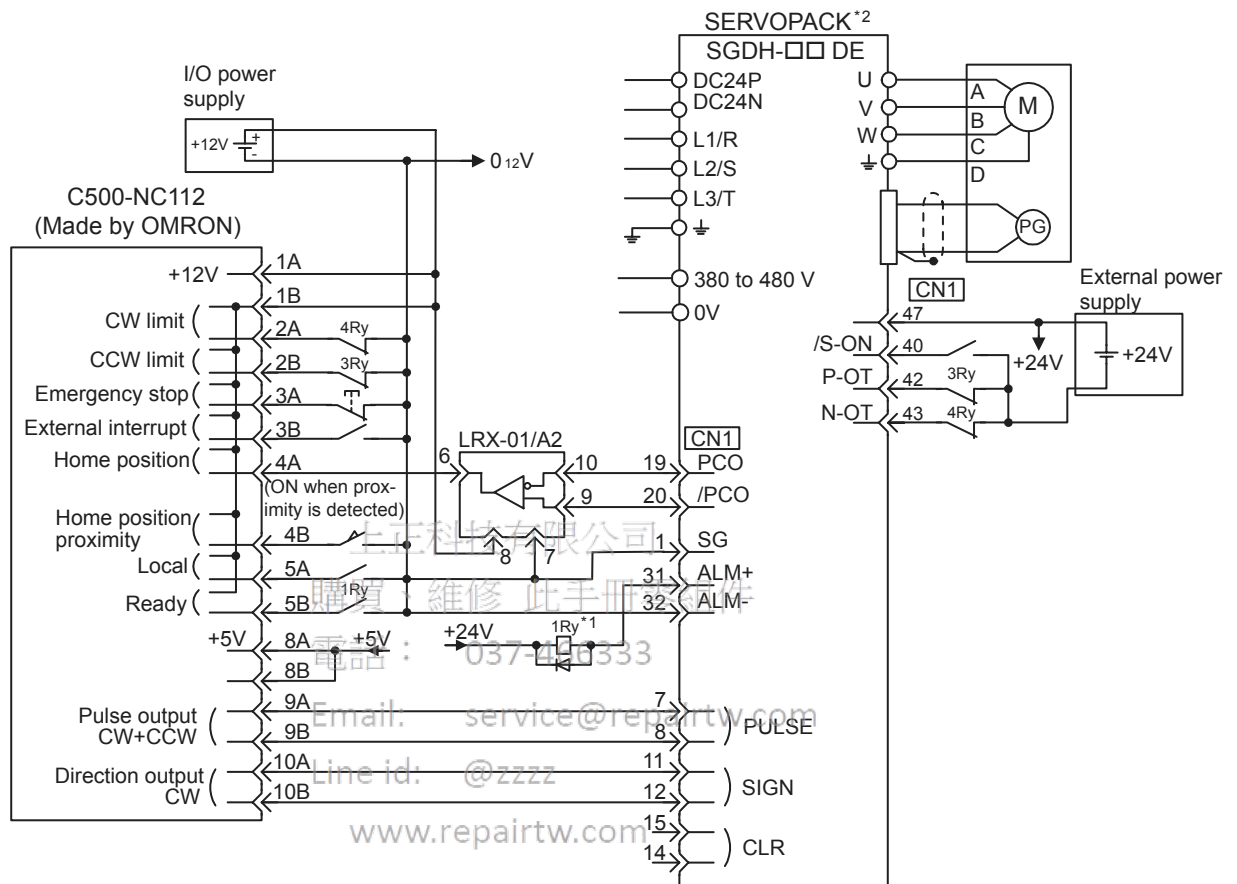 SERVOPACK*2
SGDH-□□ DE
I/O power
supply
+12V
+
-
0 12V
C500-NC112
(Made by OMRON)
DC24P
DC24N
L1/R
L2/S
L3/T
380 to 480 V
0V
U
V
W
A
B
C
D
M
PG
CN1
External power
supply
+24V
+24V
47
/S-ON
40
P-OT
42
3Ry
N-OT
43
4Ry
+12V
1A
1B
CW limit
2A
4Ry
CCW limit
2B
3Ry
Emergency stop
3A
External interrupt
3B
Home position
4A
(ON when prox-
imity is detected)
Home position
proximity
4B
Local
5A
Ready
5B
1Ry
+5V
8A
+5V
8B
Pulse output
CW+CCW
9A
9B
Direction output
CW
10A
10B
LRX-01/A2
6
10
9
8
7
CN1
19
PCO
20
/PCO
1
SG
31
ALM+
32
ALM-
+24V
1Ry*1
7
8
PULSE
11
12
SIGN
15
14
CLR
上正科技有限公司
購買、維修 此手冊零組件
電話： 037-466333
Email: service@repairtw.com
Line id: @zzzz
www.repairtw.com